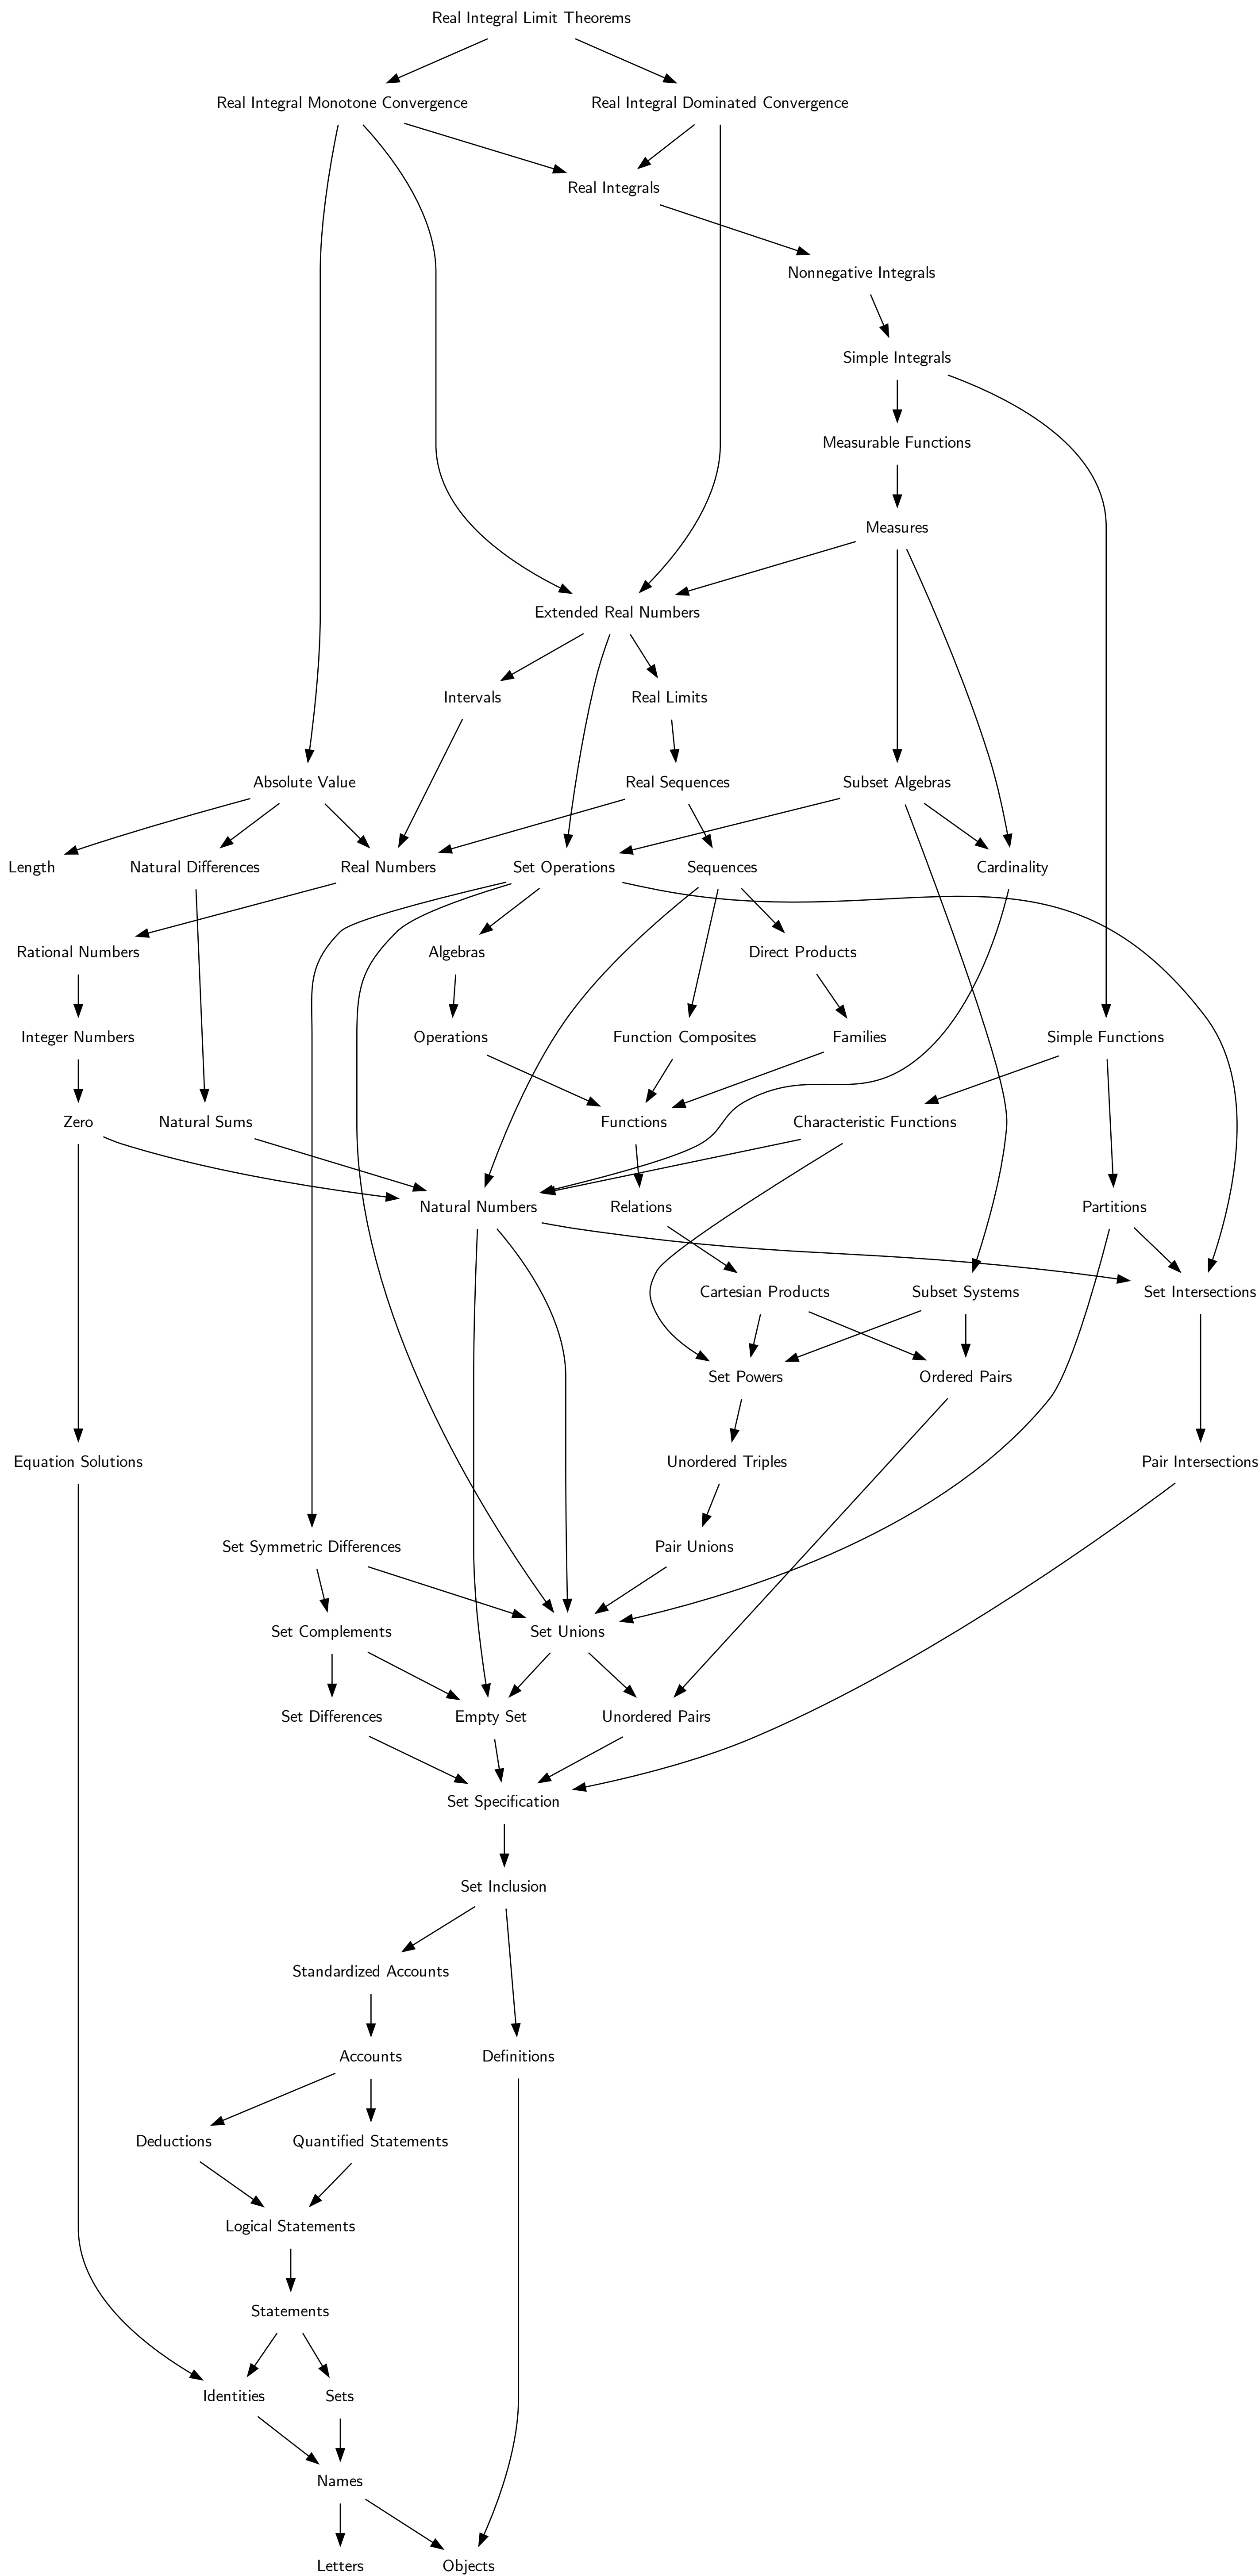 Real Integral Limit Theorems
Real Integral Monotone Convergence
Real Integral Dominated Convergence
Real Integrals
Nonnegative Integrals
Simple Integrals
Measurable Functions
Measures
Extended Real Numbers
Intervals
Real Limits
Absolute Value
Real Sequences
Subset Algebras
Length
Natural Differences
Real Numbers
Set Operations
Sequences
Cardinality
Rational Numbers
Algebras
Direct Products
Integer Numbers
Operations
Function Composites
Families
Simple Functions
Zero
Natural Sums
Functions
Characteristic Functions
Natural Numbers
Relations
Partitions
Cartesian Products
Subset Systems
Set Intersections
Set Powers
Ordered Pairs
Equation Solutions
Unordered Triples
Pair Intersections
Set Symmetric Differences
Pair Unions
Set Complements
Set Unions
Set Differences
Empty Set
Unordered Pairs
Set Specification
Set Inclusion
Standardized Accounts
Accounts
Definitions
Deductions
Quantified Statements
Logical Statements
Statements
Identities
Sets
Names
Letters
Objects